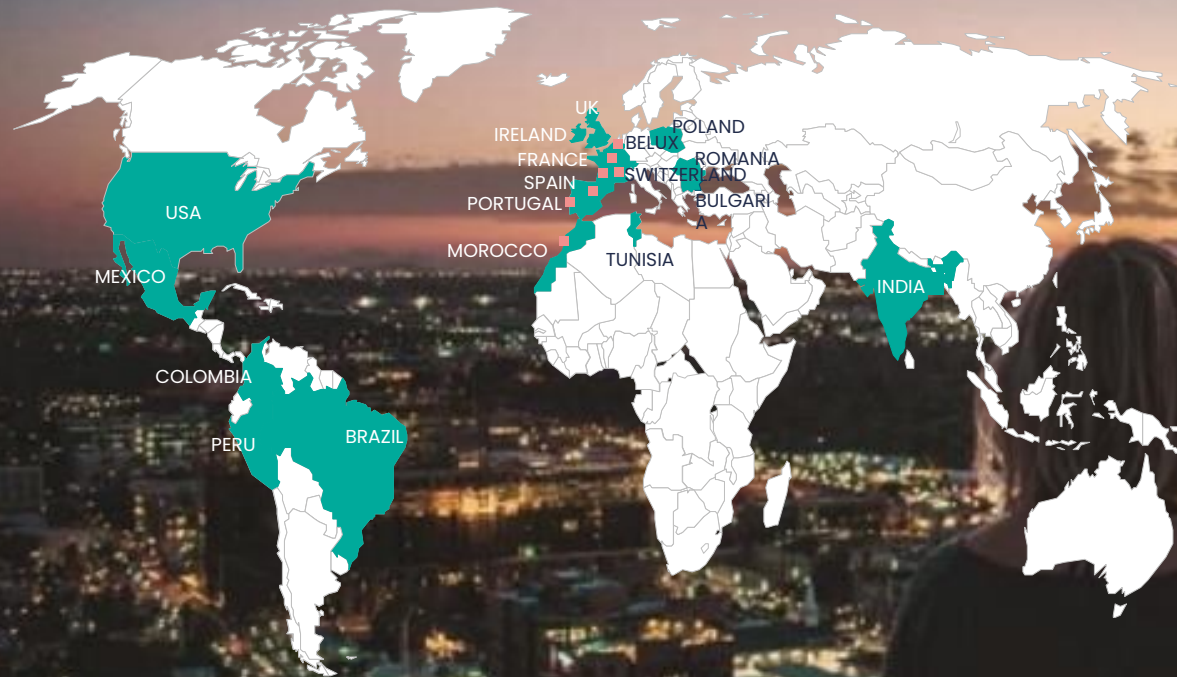 UK
IRELAND
POLAND
BELUX
FRANCE
ROMANIA
SWITZERLAND
SPAIN
PORTUGAL
BULGARI
A
USA
MOROCCO
TUNISIA
MEXICO
INDIA
COLOMBIA
PERU
BRAZIL